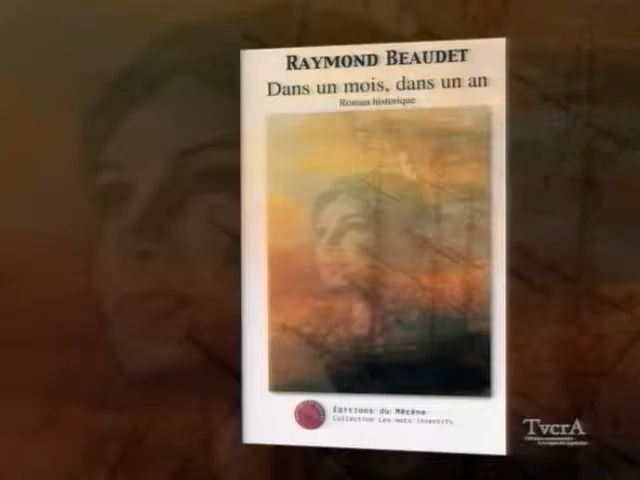 RAYMOND BEAUDET
Dans un mois, dans un an
Roman historique
Éditions du Mécène
Collection Les mots inventifs
TvcrA